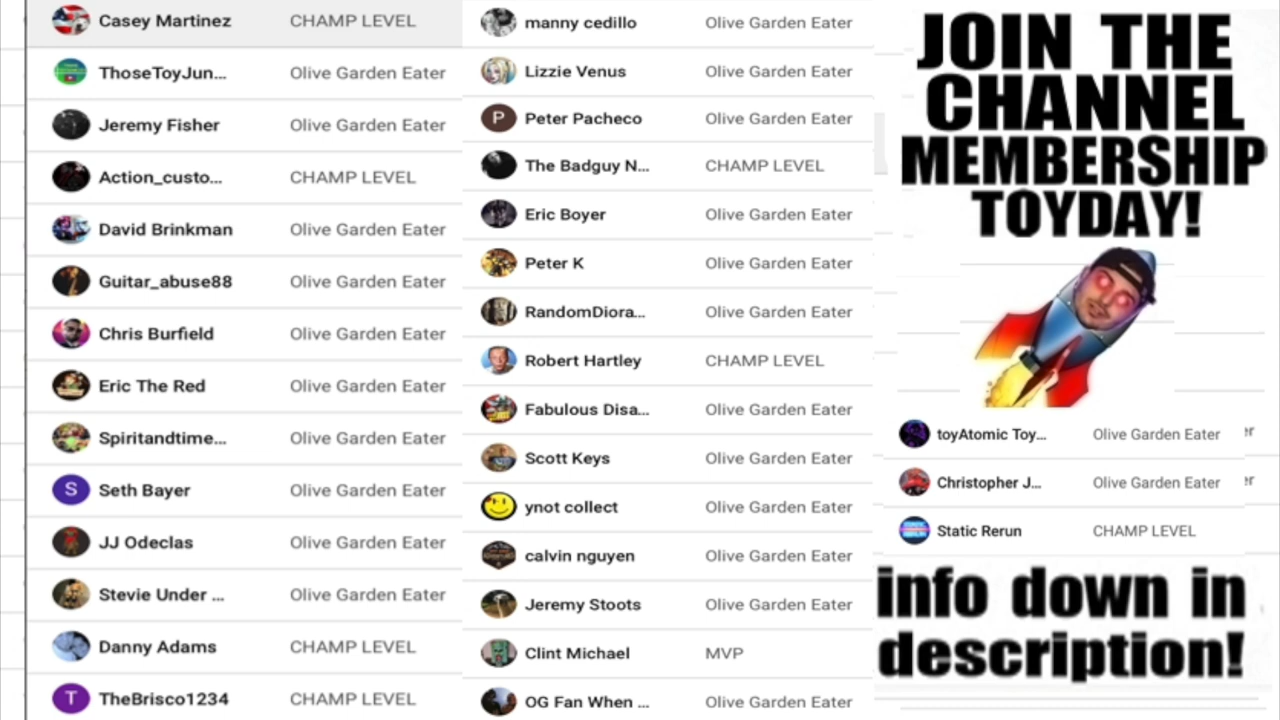 Casey Martinez CHAMP LEVEL
ThoseToyJun... Olive Garden Eater
Jeremy Fisher Olive Garden Eater
Action_custo... CHAMP LEVEL
David Brinkman Olive Garden Eater
Guitar_abuse88 Olive Garden Eater
Chris Burfield Olive Garden Eater
Eric The Red Olive Garden Eater
Spiritandtime... Olive Garden Eater
S Seth Bayer Olive Garden Eater
JJ Odeclas Olive Garden Eater
Stevie Under ... Olive Garden Eater
Danny Adams CHAMP LEVEL
T TheBrisco1234 CHAMP LEVEL
manny cedillo Olive Garden Eater
Lizzie Venus Olive Garden Eater
P Peter Pacheco Olive Garden Eater
The Badguy N... CHAMP LEVEL
Eric Boyer Olive Garden Eater
Peter K Olive Garden Eater
RandomDiora... Olive Garden Eater
Robert Hartley CHAMP LEVEL
Fabulous Disa... Olive Garden Eater
Scott Keys Olive Garden Eater
ynot collect Olive Garden Eater
calvin nguyen Olive Garden Eater
Jeremy Stoots Olive Garden Eater
Clint Michael MVP
OG Fan When ... Olive Garden Eater
JOIN THE
CHANNEL
MEMBERSHIP
TOYDAY!
toyAtomic Toy... Olive Garden Eater er
Christopher J... Olive Garden Eater er
Static Rerun CHAMP LEVEL
info down in
description!